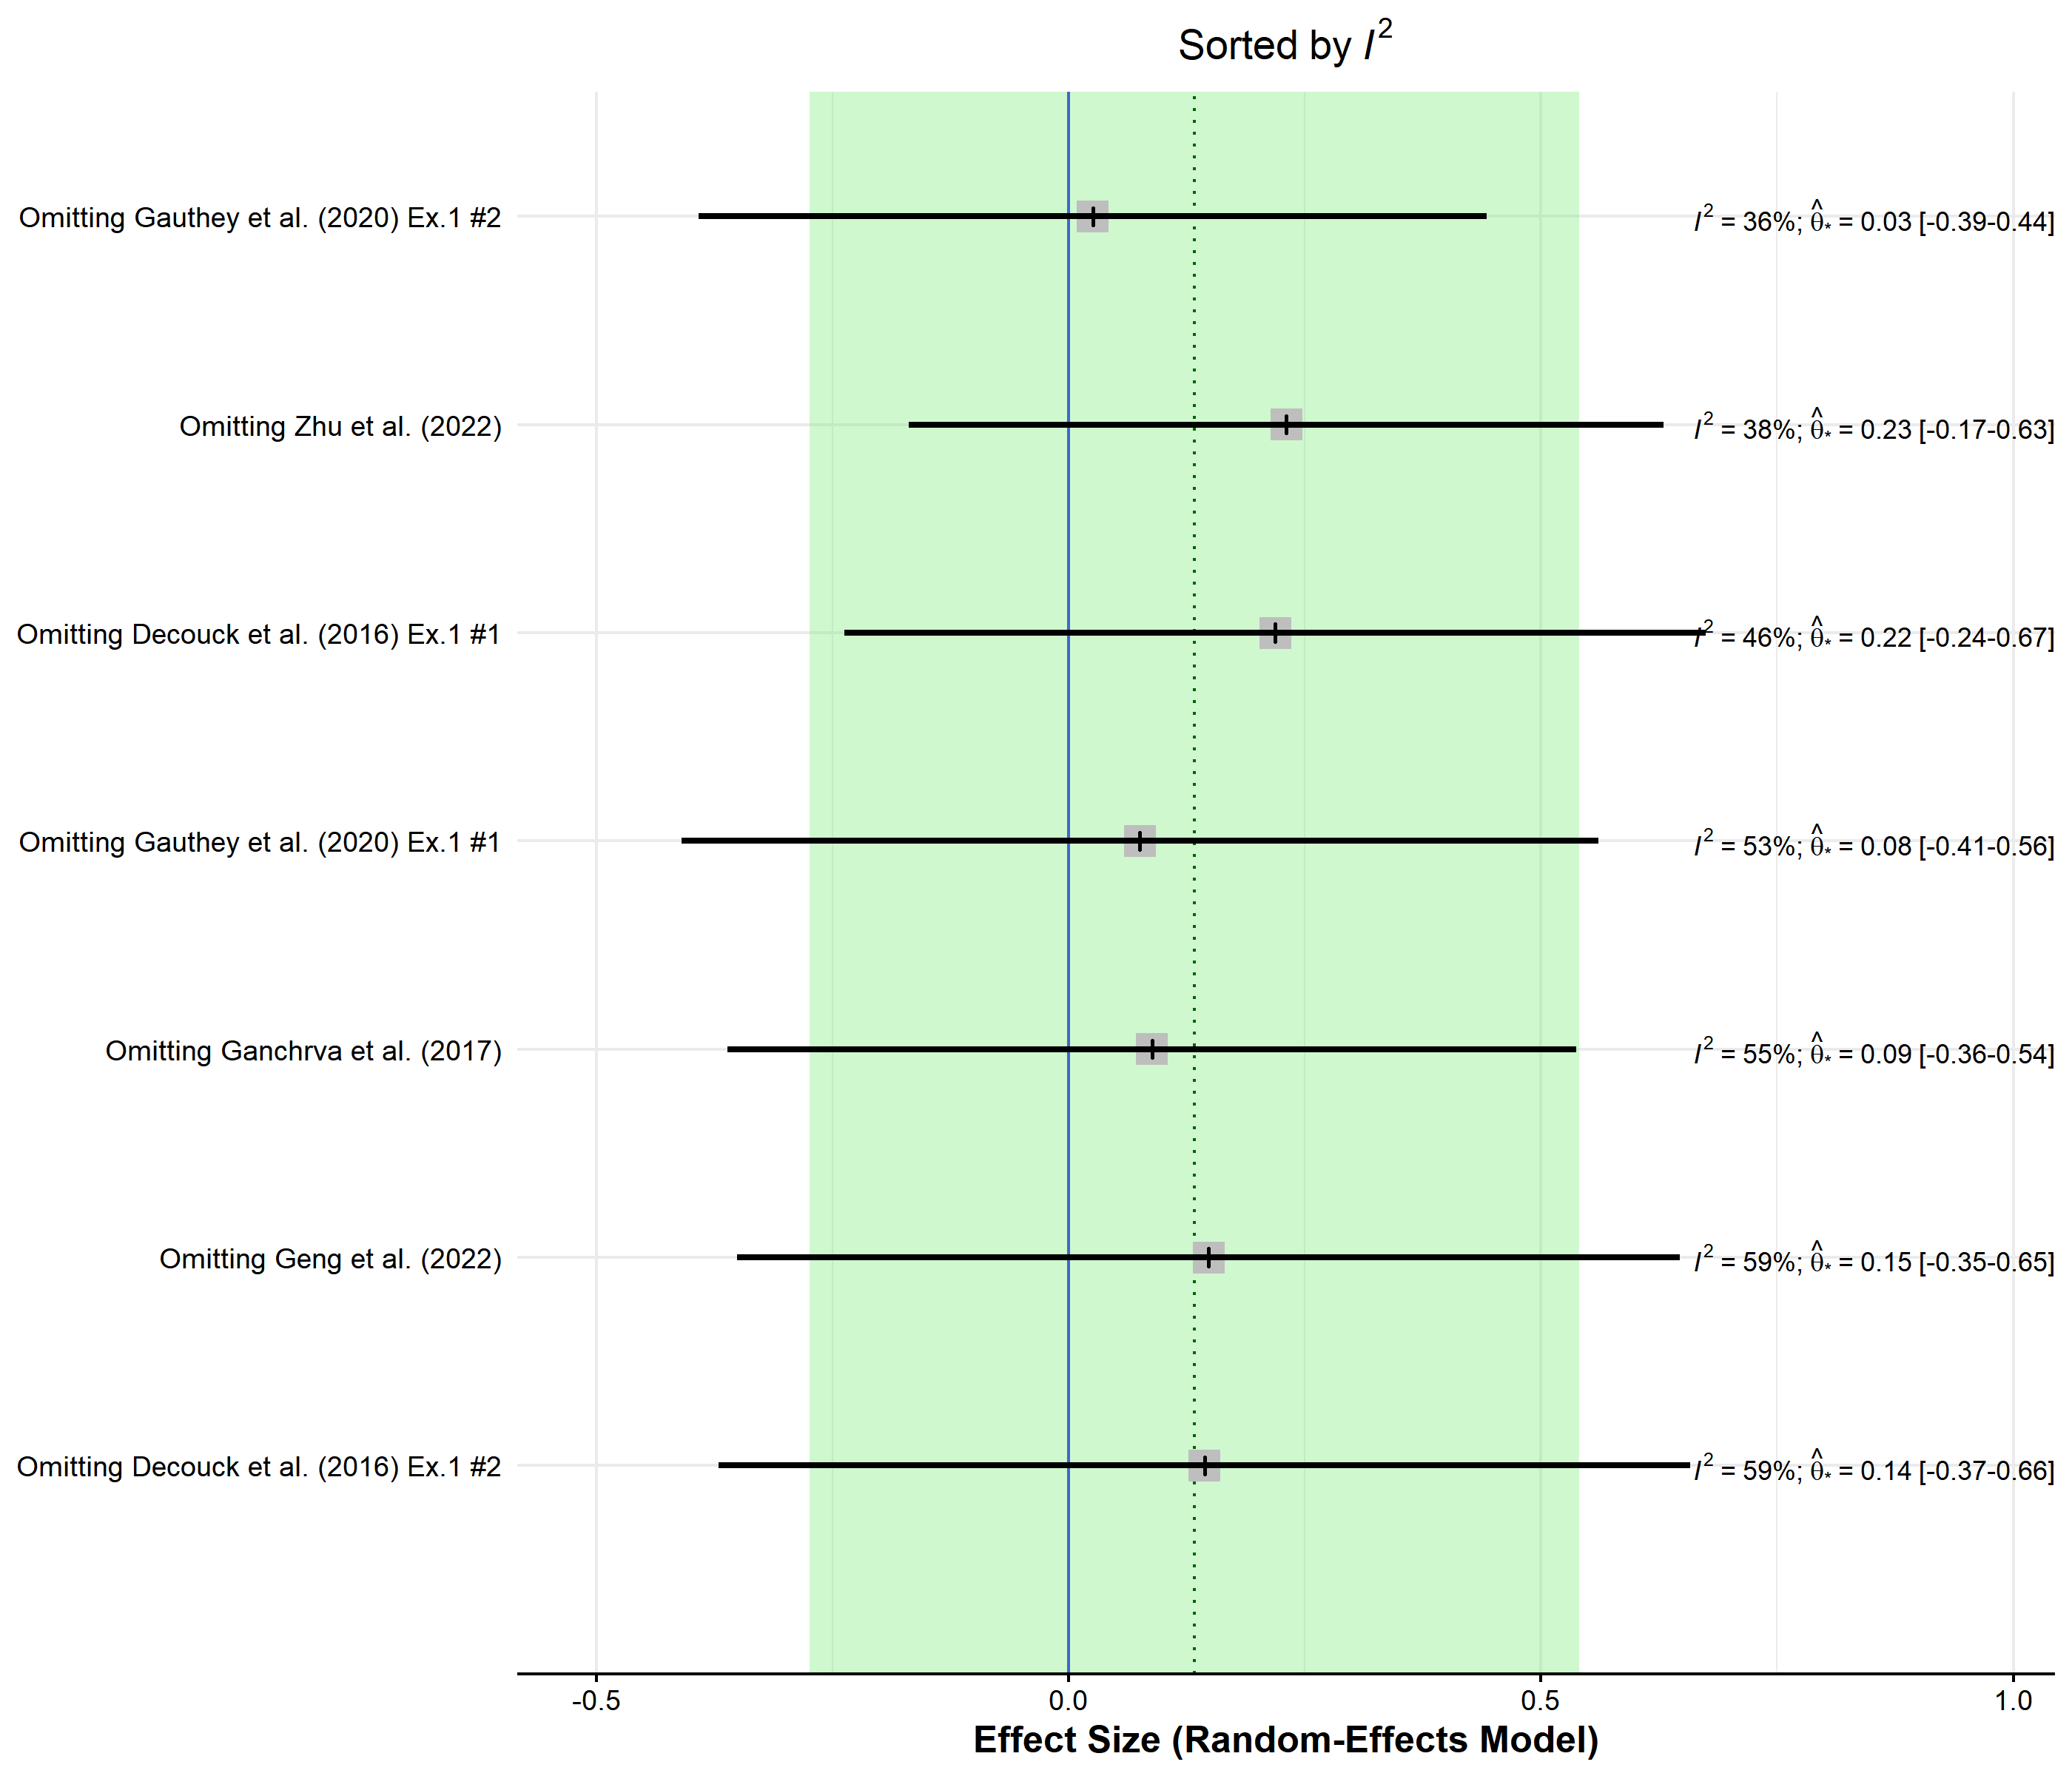 Sorted by I²
Omitting Gauthey et al. (2020) Ex.1 #2 I² = 36%; θ̂* = 0.03 [-0.39-0.44]
Omitting Zhu et al. (2022) I² = 38%; θ̂* = 0.23 [-0.17-0.63]
Omitting Decouck et al. (2016) Ex.1 #1 I² = 46%; θ̂* = 0.22 [-0.24-0.67]
Omitting Gauthey et al. (2020) Ex.1 #1 I² = 53%; θ̂* = 0.08 [-0.41-0.56]
Omitting Ganchrva et al. (2017) I² = 55%; θ̂* = 0.09 [-0.36-0.54]
Omitting Geng et al. (2022) I² = 59%; θ̂* = 0.15 [-0.35-0.65]
Omitting Decouck et al. (2016) Ex.1 #2 I² = 59%; θ̂* = 0.14 [-0.37-0.66]
-0.5 0.0 0.5 1.0
Effect Size (Random-Effects Model)